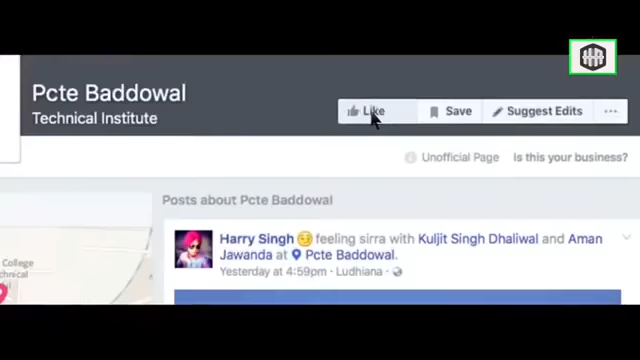 HR
Pcte Baddowal
Technical Institute
Like
Save
Suggest Edits
Unofficial Page
Is this your business?
Posts about Pcte Baddowal
College
Harry Singh 😏 feeling sirra with Kuljit Singh Dhaliwal and Aman
Jawanda at Pcte Baddowal.
Yesterday at 4:59pm · Ludhiana ·